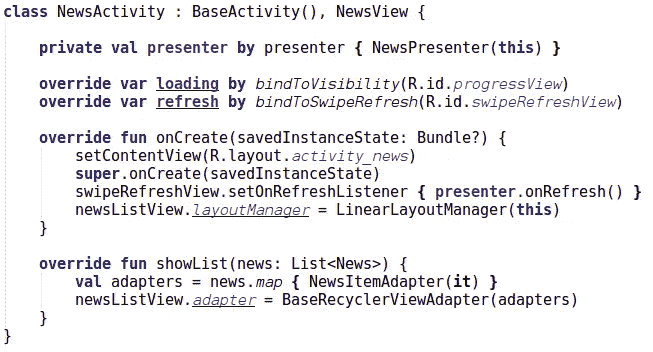 class NewsActivity : BaseActivity(), NewsView {
    private val presenter by presenter { NewsPresenter(this) }
    override var loading by bindToVisibility(R.id.progressView)
    override var refresh by bindToSwipeRefresh(R.id.swipeRefreshView)
    override fun onCreate(savedInstanceState: Bundle?) {
        setContentView(R.layout.activity_news)
        super.onCreate(savedInstanceState)
        swipeRefreshView.setOnRefreshListener { presenter.onRefresh() }
        newsListView.layoutManager = LinearLayoutManager(this)
    }
    override fun showList(news: List<News>) {
        val adapters = news.map { NewsItemAdapter(it) }
        newsListView.adapter = BaseRecyclerViewAdapter(adapters)
    }
}